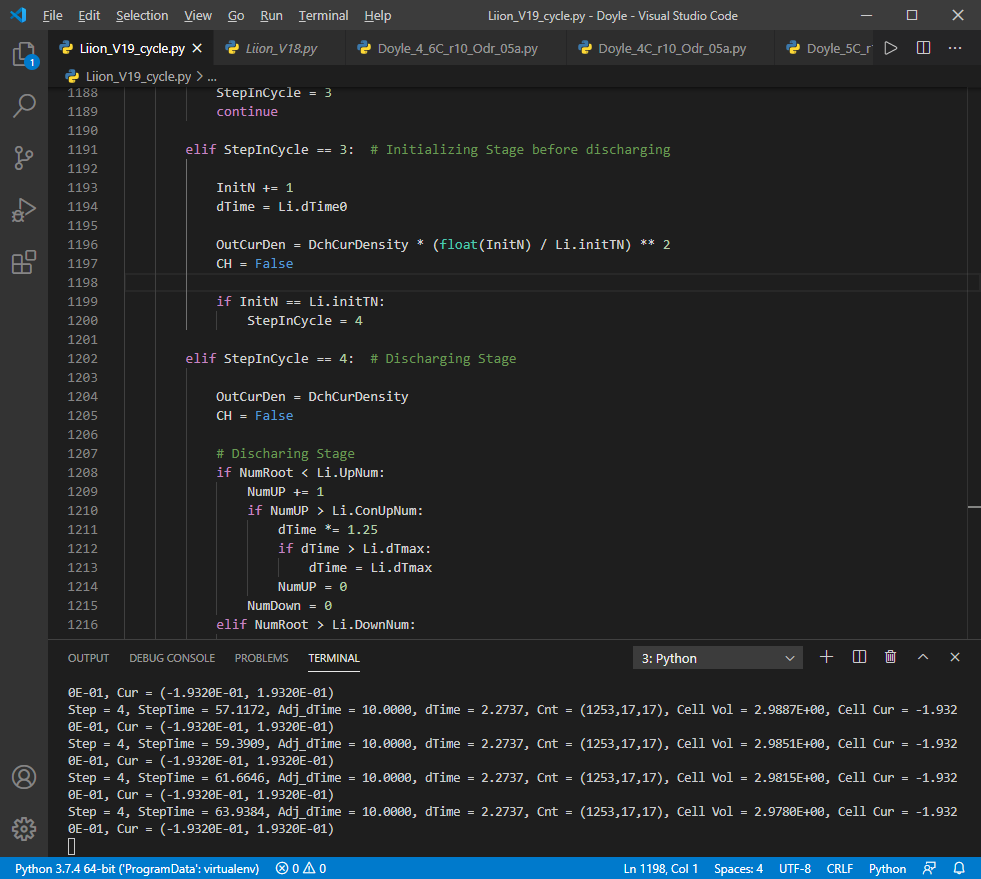 File Edit Selection View Go Run Terminal Help Liion_V19_cycle.py - Doyle - Visual Studio Code
Liion_V19_cycle.py Liion_V18.py Doyle_4_6C_r10_Odr_05a.py Doyle_4C_r10_Odr_05a.py Doyle_5C_r1
Liion_V19_cycle.py > ...
1
1188 StepInCycle = 3
1189 continue
1190
1191 elif StepInCycle == 3: # Initializing Stage before discharging
1192
1193 InitN += 1
1194 dTime = Li.dTime0
1195
1196 OutCurDen = DchCurDensity * (float(InitN) / Li.initTN) ** 2
1197 CH = False
1198
1199 if InitN == Li.initTN:
1200 StepInCycle = 4
1201
1202 elif StepInCycle == 4: # Discharging Stage
1203
1204 OutCurDen = DchCurDensity
1205 CH = False
1206
1207 # Discharing Stage
1208 if NumRoot < Li.UpNum:
1209 NumUP += 1
1210 if NumUP > Li.ConUpNum:
1211 dTime *= 1.25
1212 if dTime > Li.dTmax:
1213 dTime = Li.dTmax
1214 NumUP = 0
1215 NumDown = 0
1216 elif NumRoot > Li.DownNum:
OUTPUT DEBUG CONSOLE PROBLEMS TERMINAL 3: Python
0E-01, Cur = (-1.9320E-01, 1.9320E-01)
Step = 4, StepTime = 57.1172, Adj_dTime = 10.0000, dTime = 2.2737, Cnt = (1253,17,17), Cell Vol = 2.9887E+00, Cell Cur = -1.932
0E-01, Cur = (-1.9320E-01, 1.9320E-01)
Step = 4, StepTime = 59.3909, Adj_dTime = 10.0000, dTime = 2.2737, Cnt = (1253,17,17), Cell Vol = 2.9851E+00, Cell Cur = -1.932
0E-01, Cur = (-1.9320E-01, 1.9320E-01)
Step = 4, StepTime = 61.6646, Adj_dTime = 10.0000, dTime = 2.2737, Cnt = (1253,17,17), Cell Vol = 2.9815E+00, Cell Cur = -1.932
0E-01, Cur = (-1.9320E-01, 1.9320E-01)
Step = 4, StepTime = 63.9384, Adj_dTime = 10.0000, dTime = 2.2737, Cnt = (1253,17,17), Cell Vol = 2.9780E+00, Cell Cur = -1.932
0E-01, Cur = (-1.9320E-01, 1.9320E-01)
Python 3.7.4 64-bit ('ProgramData': virtualenv) 0 0 Ln 1198, Col 1 Spaces: 4 UTF-8 CRLF Python